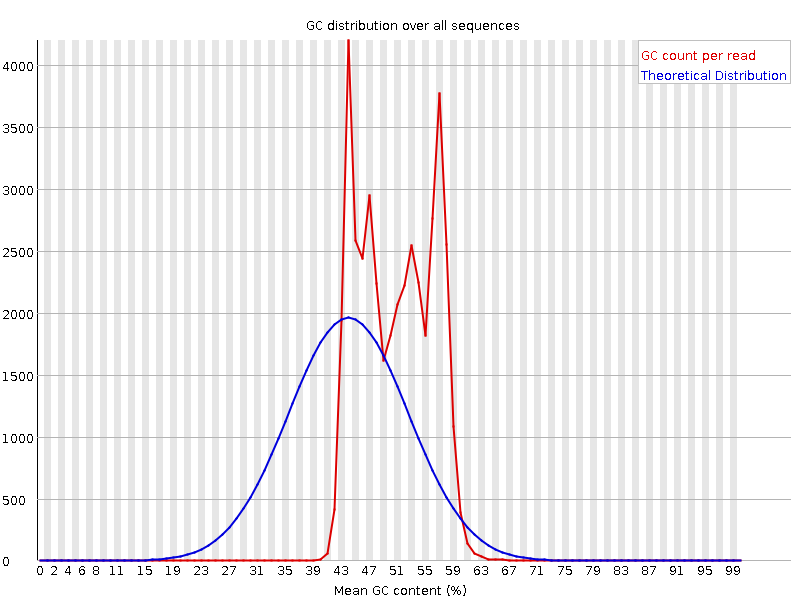 GC distribution over all sequences
GC count per read
Theoretical Distribution
4000
3500
3000
2500
2000
1500
1000
500
0
0 2 4 6 8 11 15 19 23 27 31 35 39 43 47 51 55 59 63 67 71 75 79 83 87 91 95 99
Mean GC content (%)